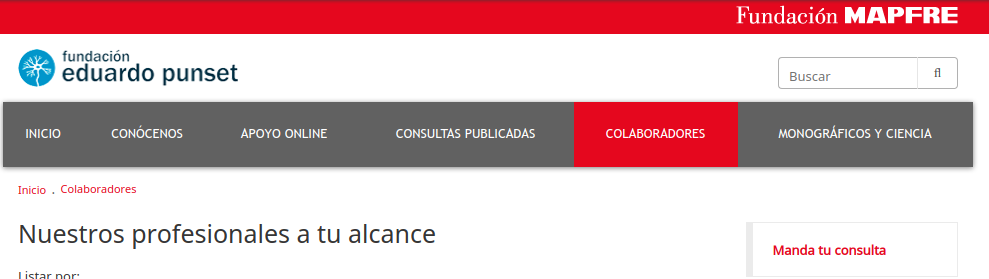 Fundación MAPFRE
fundación
eduardo punset
Buscar
INICIO CONÓCENOS APOYO ONLINE CONSULTAS PUBLICADAS COLABORADORES MONOGRÁFICOS Y CIENCIA
Inicio . Colaboradores
Nuestros profesionales a tu alcance
Manda tu consulta
Listar por: